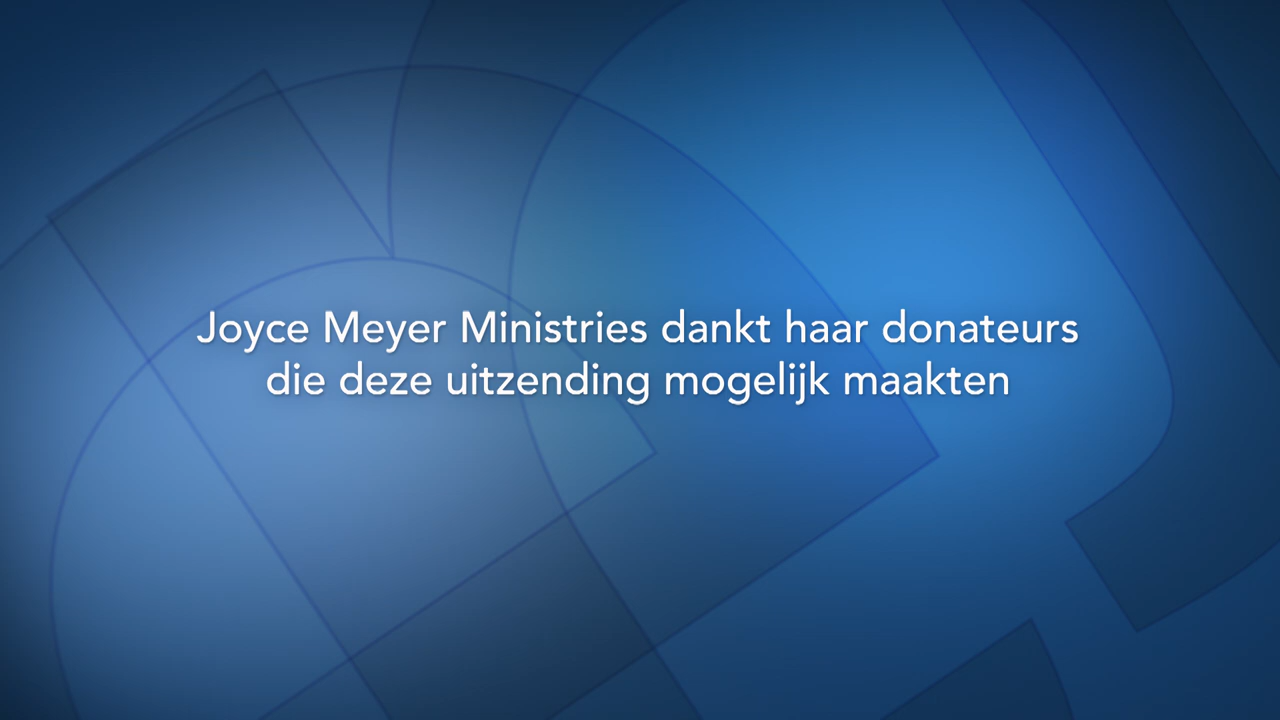 Joyce Meyer Ministries dankt haar donateurs
die deze uitzending mogelijk maakten